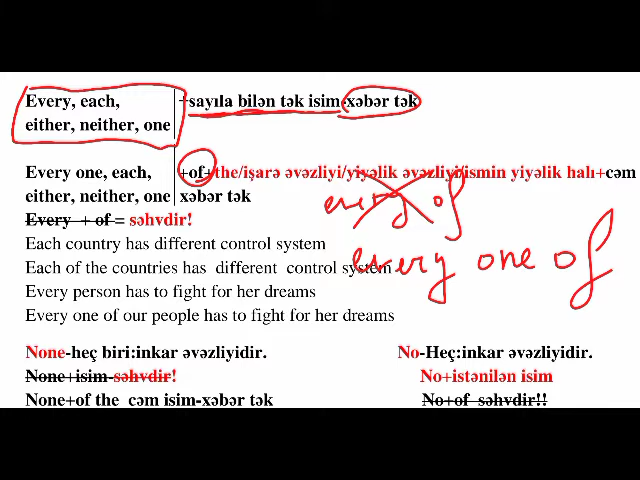 Every, each, +sayıla bilən tək isim-xəbər tək
either, neither, one
Every one, each, +of+the/işarə əvəzliyi/yiyəlik əvəzliyi/ismin yiyəlik halı+cəm
either, neither, one xəbər tək
every of
Every + of = səhvdir!
Each country has different control system
every one of
Each of the countries has different control system
Every person has to fight for her dreams
Every one of our people has to fight for her dreams
None-heç biri:inkar əvəzliyidir. No-Heç:inkar əvəzliyidir.
None+isim-səhvdir! No+istənilən isim
None+of the cəm isim-xəbər tək No+of səhvdir!!